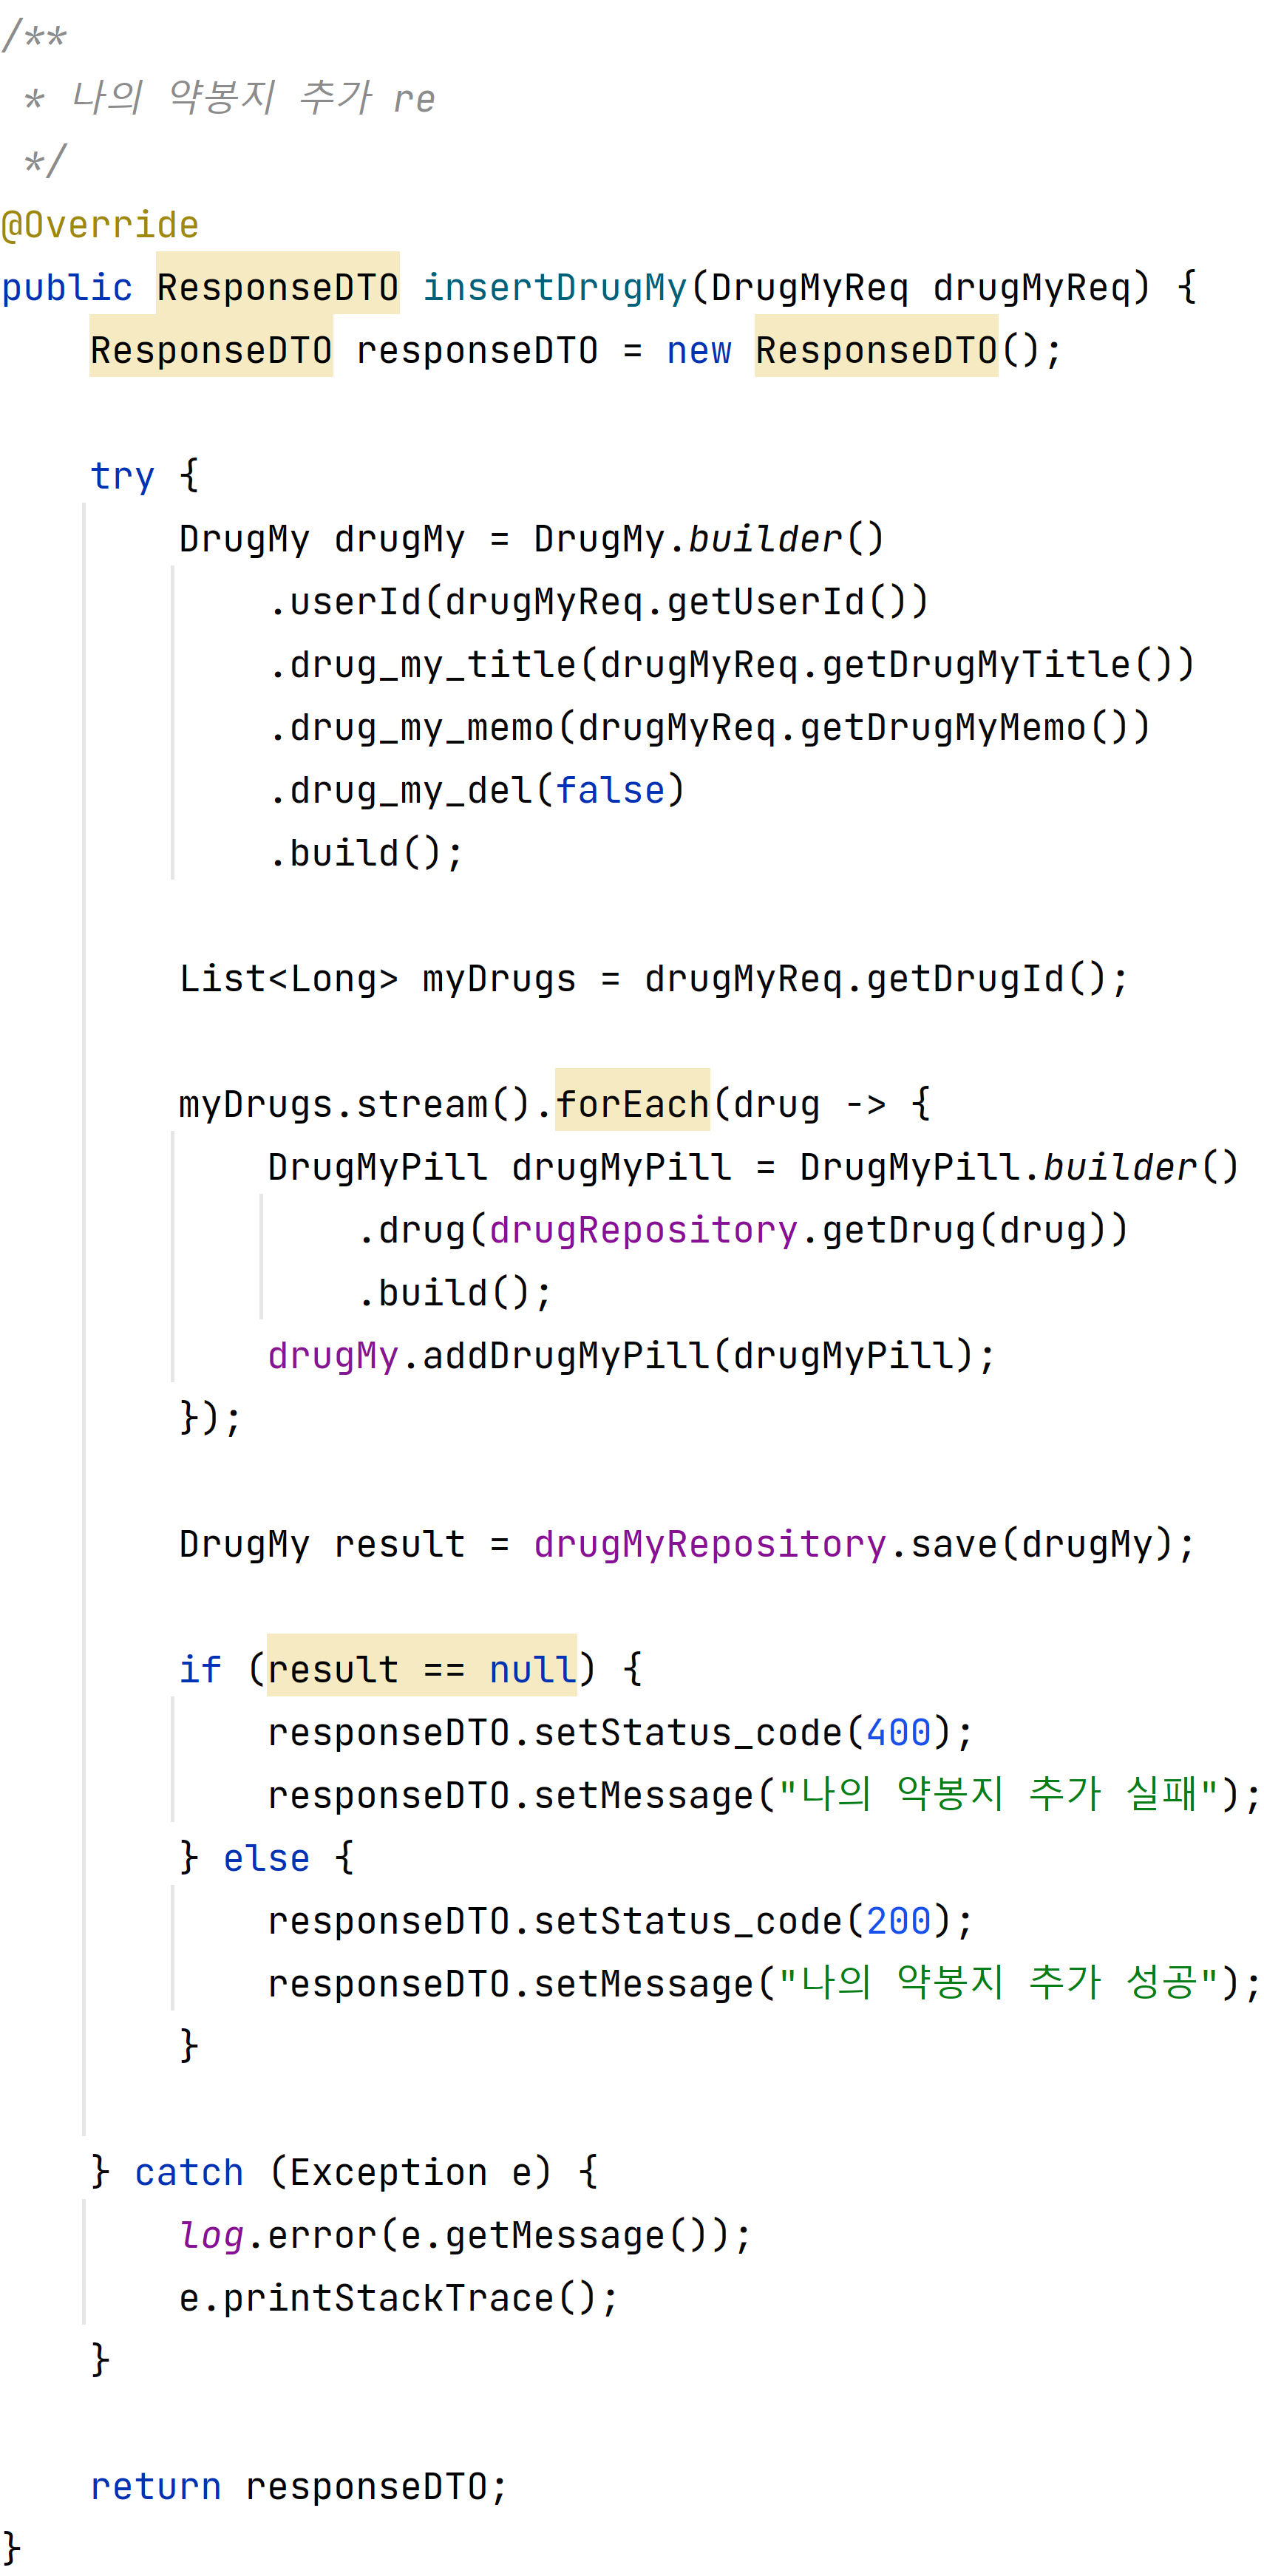 /**
 * 나의 약봉지 추가 re
 */
@Override
public ResponseDTO insertDrugMy(DrugMyReq drugMyReq) {
    ResponseDTO responseDTO = new ResponseDTO();

    try {
        DrugMy drugMy = DrugMy.builder()
            .userId(drugMyReq.getUserId())
            .drug_my_title(drugMyReq.getDrugMyTitle())
            .drug_my_memo(drugMyReq.getDrugMyMemo())
            .drug_my_del(false)
            .build();

        List<Long> myDrugs = drugMyReq.getDrugId();

        myDrugs.stream().forEach(drug -> {
            DrugMyPill drugMyPill = DrugMyPill.builder()
                .drug(drugRepository.getDrug(drug))
                .build();
            drugMy.addDrugMyPill(drugMyPill);
        });

        DrugMy result = drugMyRepository.save(drugMy);

        if (result == null) {
            responseDTO.setStatus_code(400);
            responseDTO.setMessage("나의 약봉지 추가 실패");
        } else {
            responseDTO.setStatus_code(200);
            responseDTO.setMessage("나의 약봉지 추가 성공");
        }

    } catch (Exception e) {
        log.error(e.getMessage());
        e.printStackTrace();
    }

    return responseDTO;
}